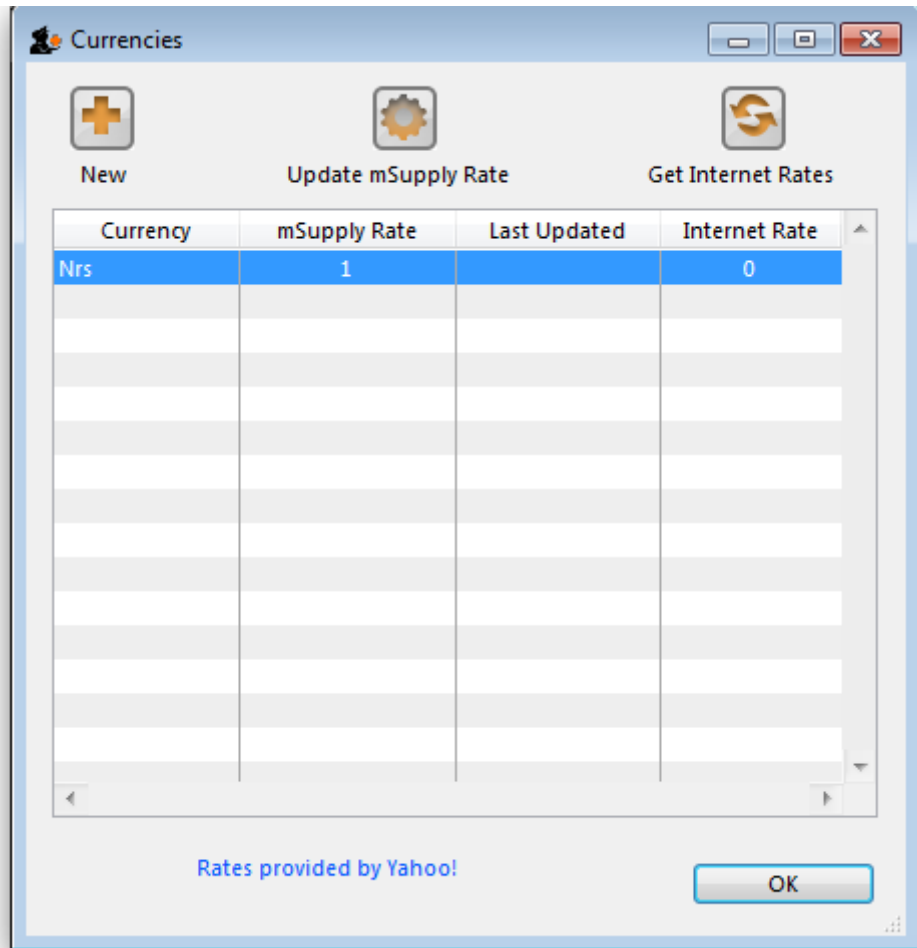 Currencies
New Update mSupply Rate Get Internet Rates
Currency mSupply Rate Last Updated Internet Rate
Nrs 1 0
Rates provided by Yahoo!
OK